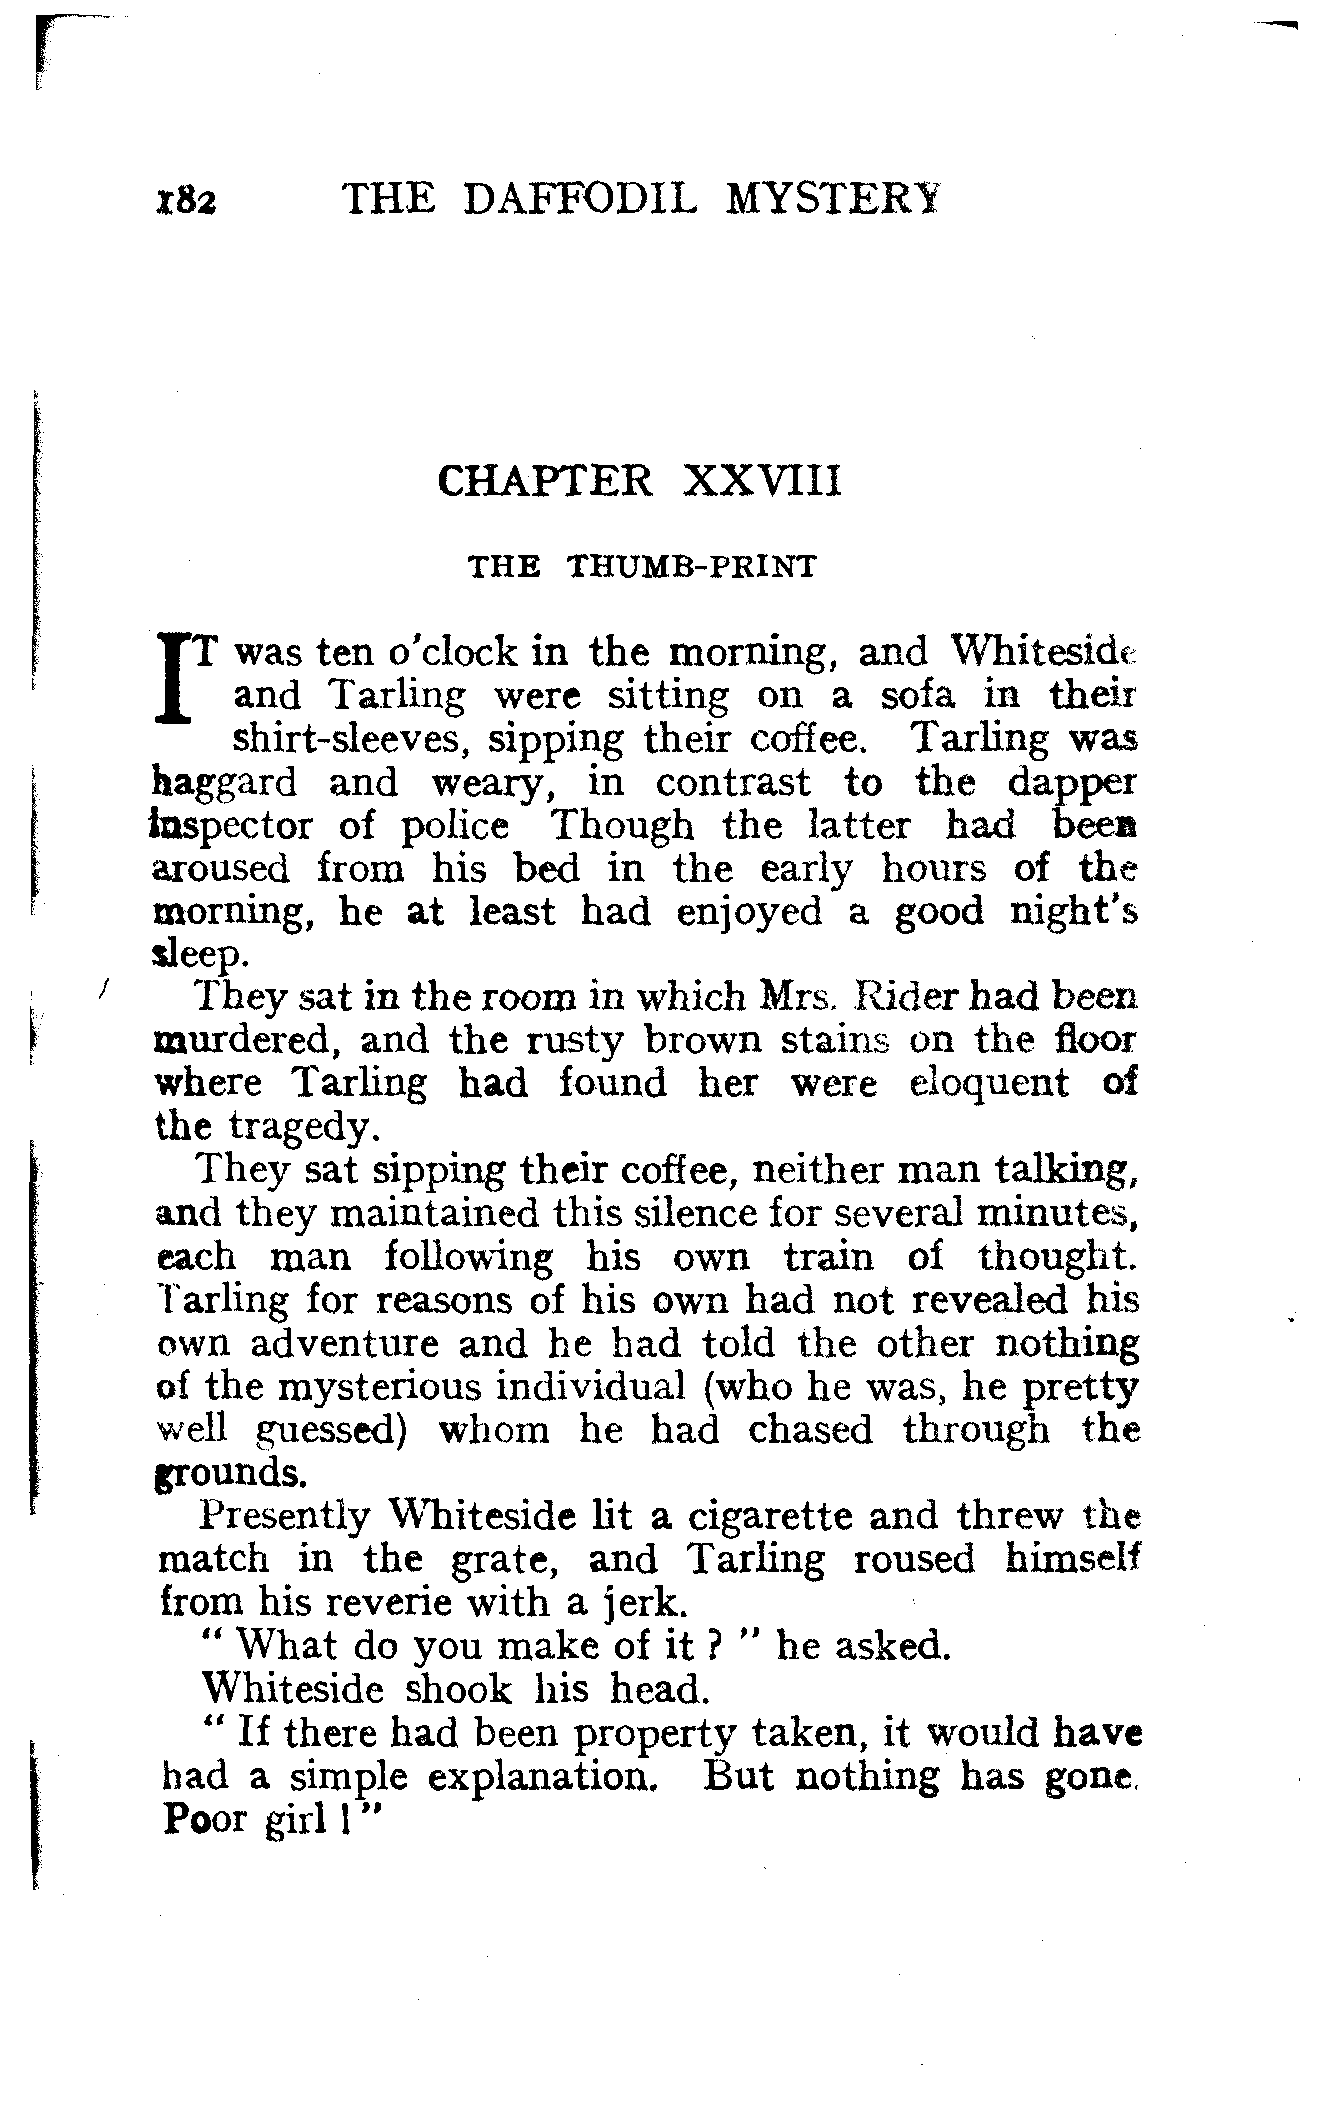 182 THE DAFFODIL MYSTERY
CHAPTER XXVIII
THE THUMB-PRINT
IT was ten o'clock in the morning, and Whiteside
and Tarling were sitting on a sofa in their
shirt-sleeves, sipping their coffee. Tarling was
haggard and weary, in contrast to the dapper
inspector of police Though the latter had been
aroused from his bed in the early hours of the
morning, he at least had enjoyed a good night's
sleep.
They sat in the room in which Mrs. Rider had been
murdered, and the rusty brown stains on the floor
where Tarling had found her were eloquent of
the tragedy.
They sat sipping their coffee, neither man talking,
and they maintained this silence for several minutes,
each man following his own train of thought.
Tarling for reasons of his own had not revealed his
own adventure and he had told the other nothing
of the mysterious individual (who he was, he pretty
well guessed) whom he had chased through the
grounds.
Presently Whiteside lit a cigarette and threw the
match in the grate, and Tarling roused himself
from his reverie with a jerk.
" What do you make of it ? " he asked.
Whiteside shook his head.
" If there had been property taken, it would have
had a simple explanation. But nothing has gone.
Poor girl ! "